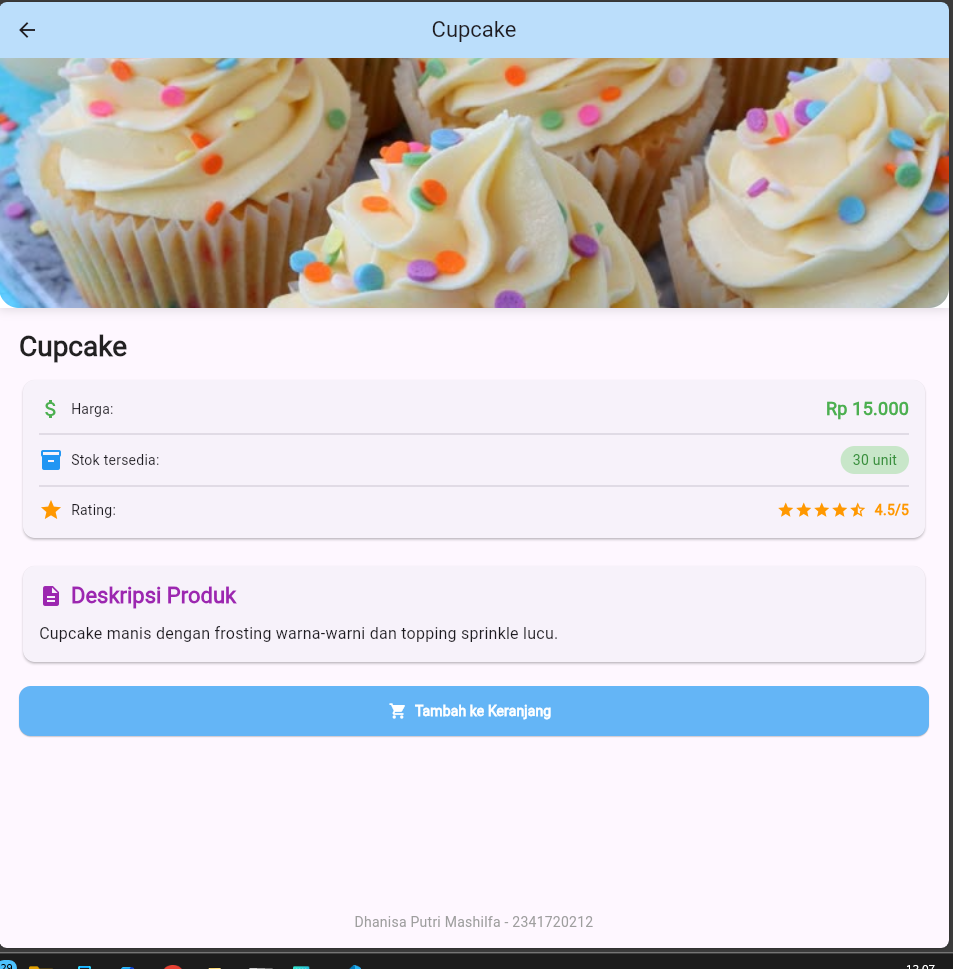 Cupcake
Cupcake
Harga:
Rp 15.000
Stok tersedia:
30 unit
Rating:
4.5/5
Deskripsi Produk
Cupcake manis dengan frosting warna-warni dan topping sprinkle lucu.
Tambah ke Keranjang
Dhanisa Putri Mashilfa - 2341720212
29